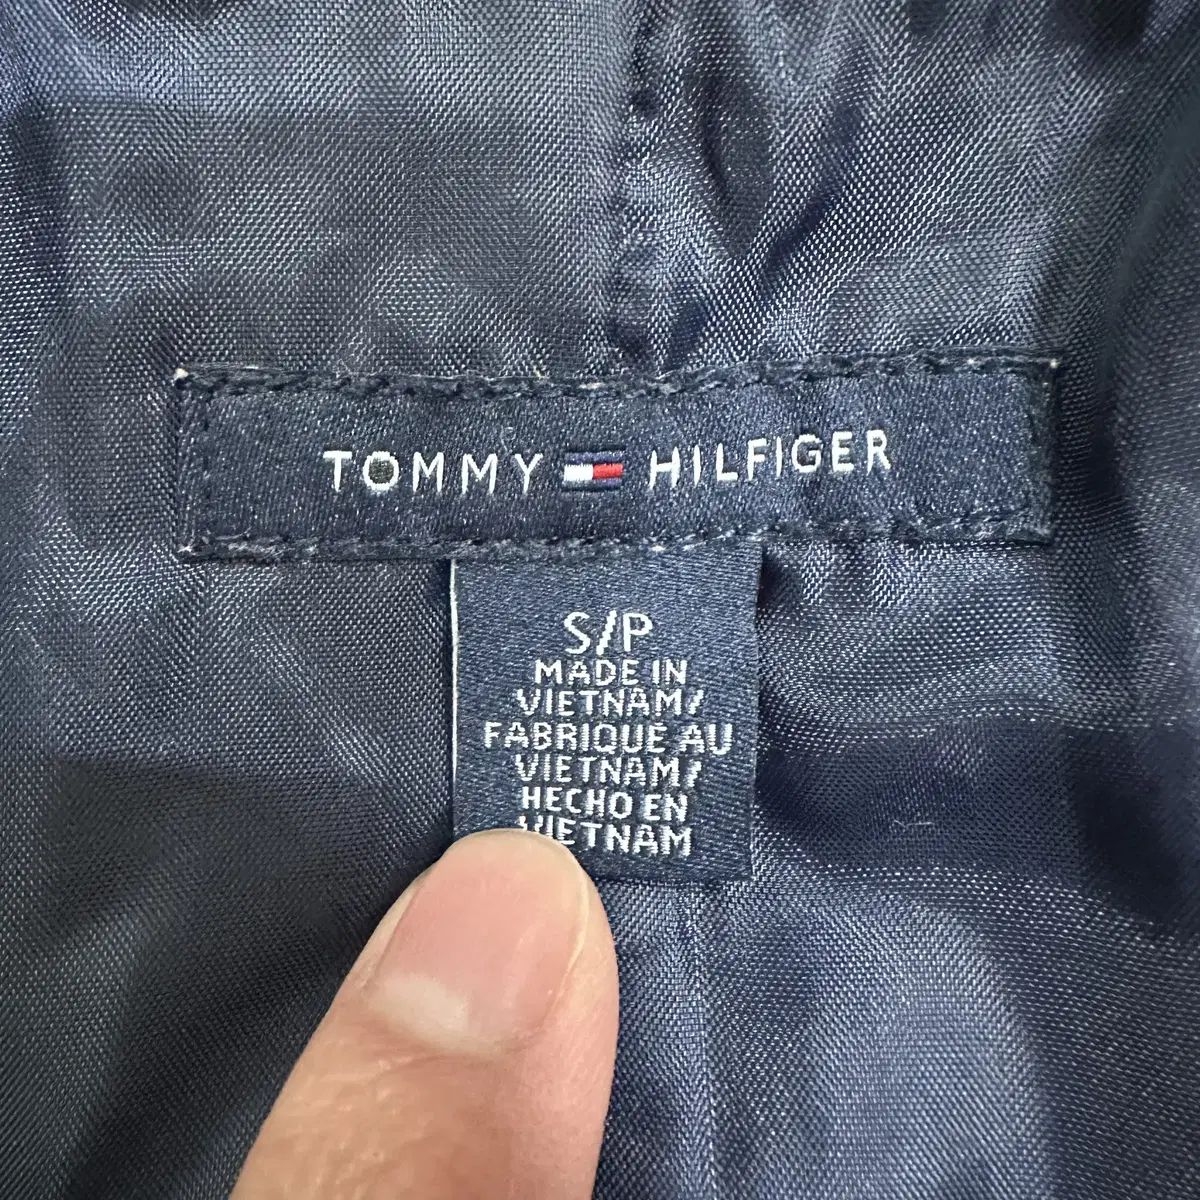 TOMMY HILFIGER
S/P
MADE IN
VIETNAM/
FABRIQUE AU
VIETNAM/
HECHO EN
VIETNAM